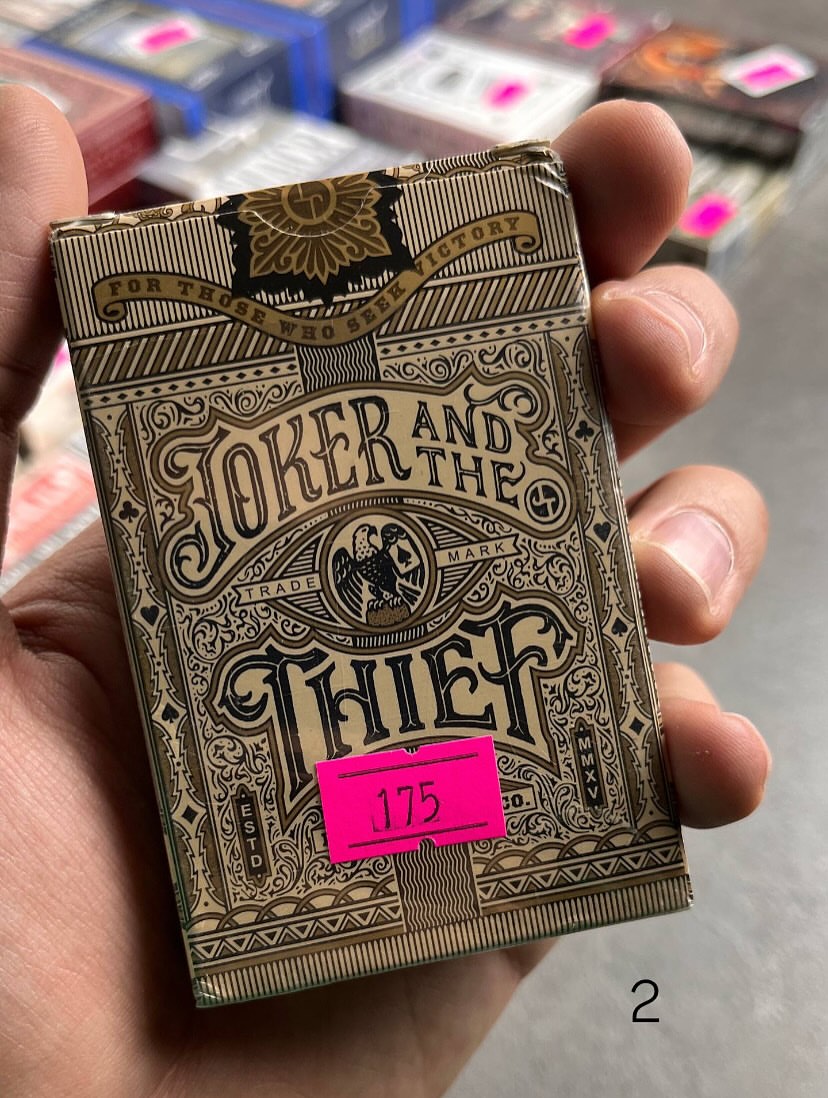 FOR THOSE WHO SEEK VICTORY
JOKER AND
THE
TRADE MARK
THIEF
175
CO.
ESTD
MMXV
2